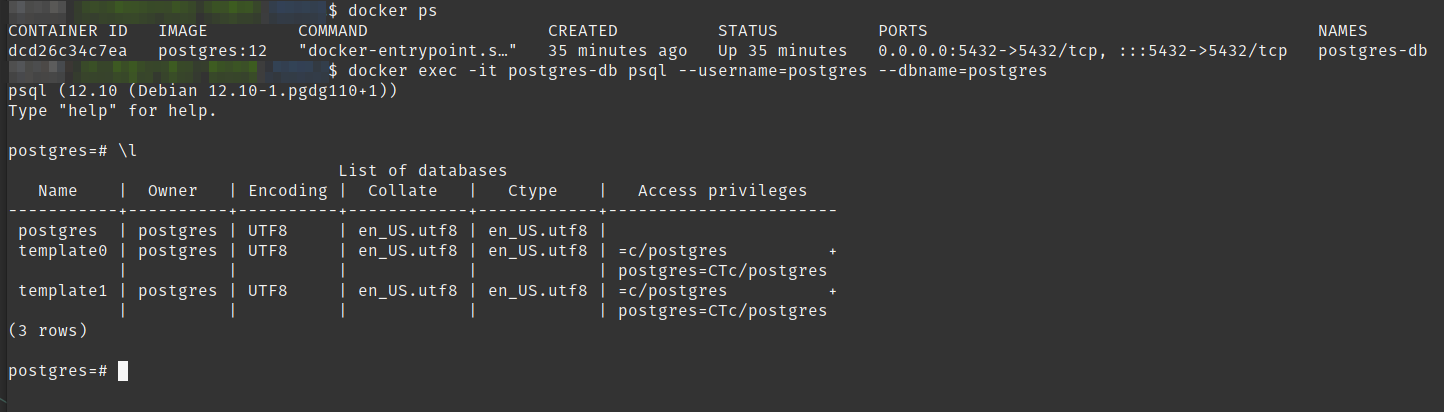 $ docker ps
CONTAINER ID   IMAGE         COMMAND                  CREATED          STATUS          PORTS                                       NAMES
dcd26c34c7ea   postgres:12   "docker-entrypoint.s…"   35 minutes ago   Up 35 minutes   0.0.0.0:5432->5432/tcp, :::5432->5432/tcp   postgres-db
$ docker exec -it postgres-db psql --username=postgres --dbname=postgres
psql (12.10 (Debian 12.10-1.pgdg110+1))
Type "help" for help.

postgres=# \l
                                 List of databases
   Name    |  Owner   | Encoding |  Collate   |   Ctype    |   Access privileges
-----------+----------+----------+------------+------------+-----------------------
 postgres  | postgres | UTF8     | en_US.utf8 | en_US.utf8 |
 template0 | postgres | UTF8     | en_US.utf8 | en_US.utf8 | =c/postgres          +
           |          |          |            |            | postgres=CTc/postgres
 template1 | postgres | UTF8     | en_US.utf8 | en_US.utf8 | =c/postgres          +
           |          |          |            |            | postgres=CTc/postgres
(3 rows)

postgres=#